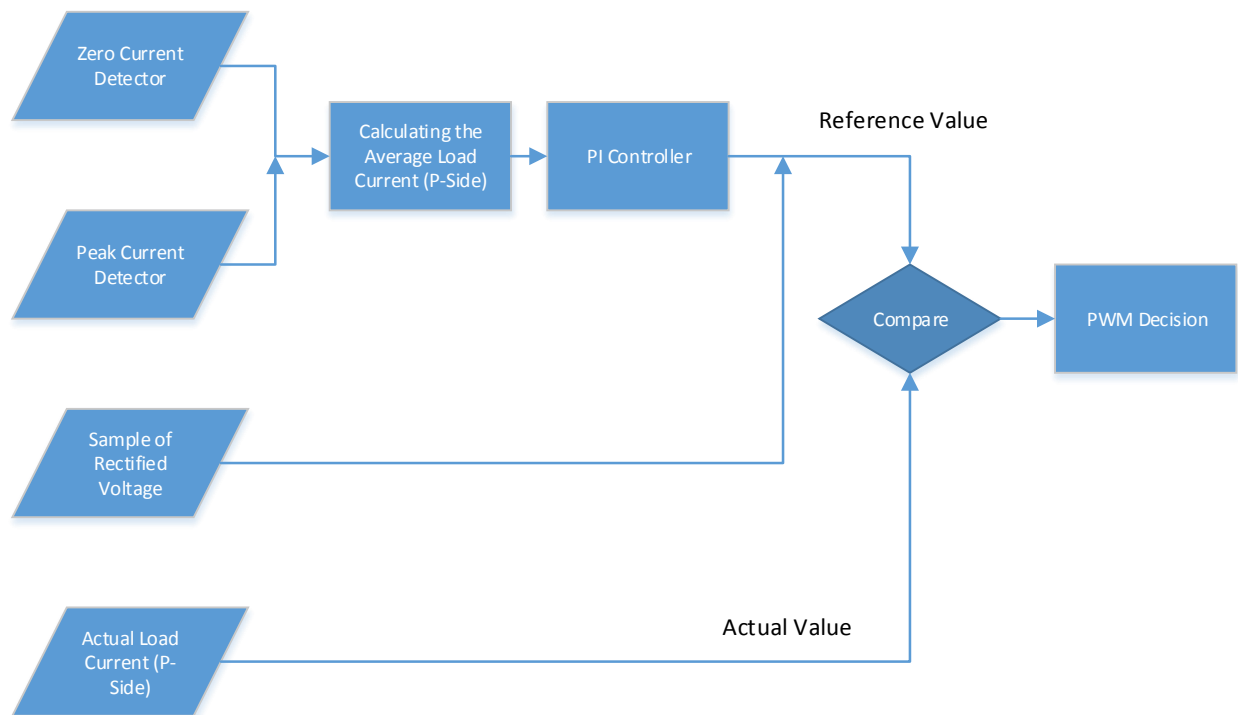 Zero Current
Detector
Calculating the
Average Load
Current (P-Side)
PI Controller
Reference Value
Peak Current
Detector
Compare
PWM Decision
Sample of
Rectified
Voltage
Actual Value
Actual Load
Current (P-
Side)